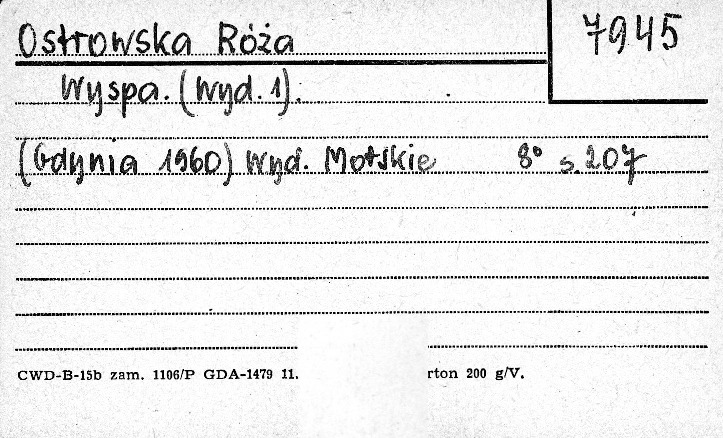 Ostrowska Róża
7945
Wyspa. (Wyd. 1).
(Gdynia 1960) Wyd. Morskie 8° s. 207
CWD-B-15b zam. 1106/P GDA-1479 11. rton 200 g/V.